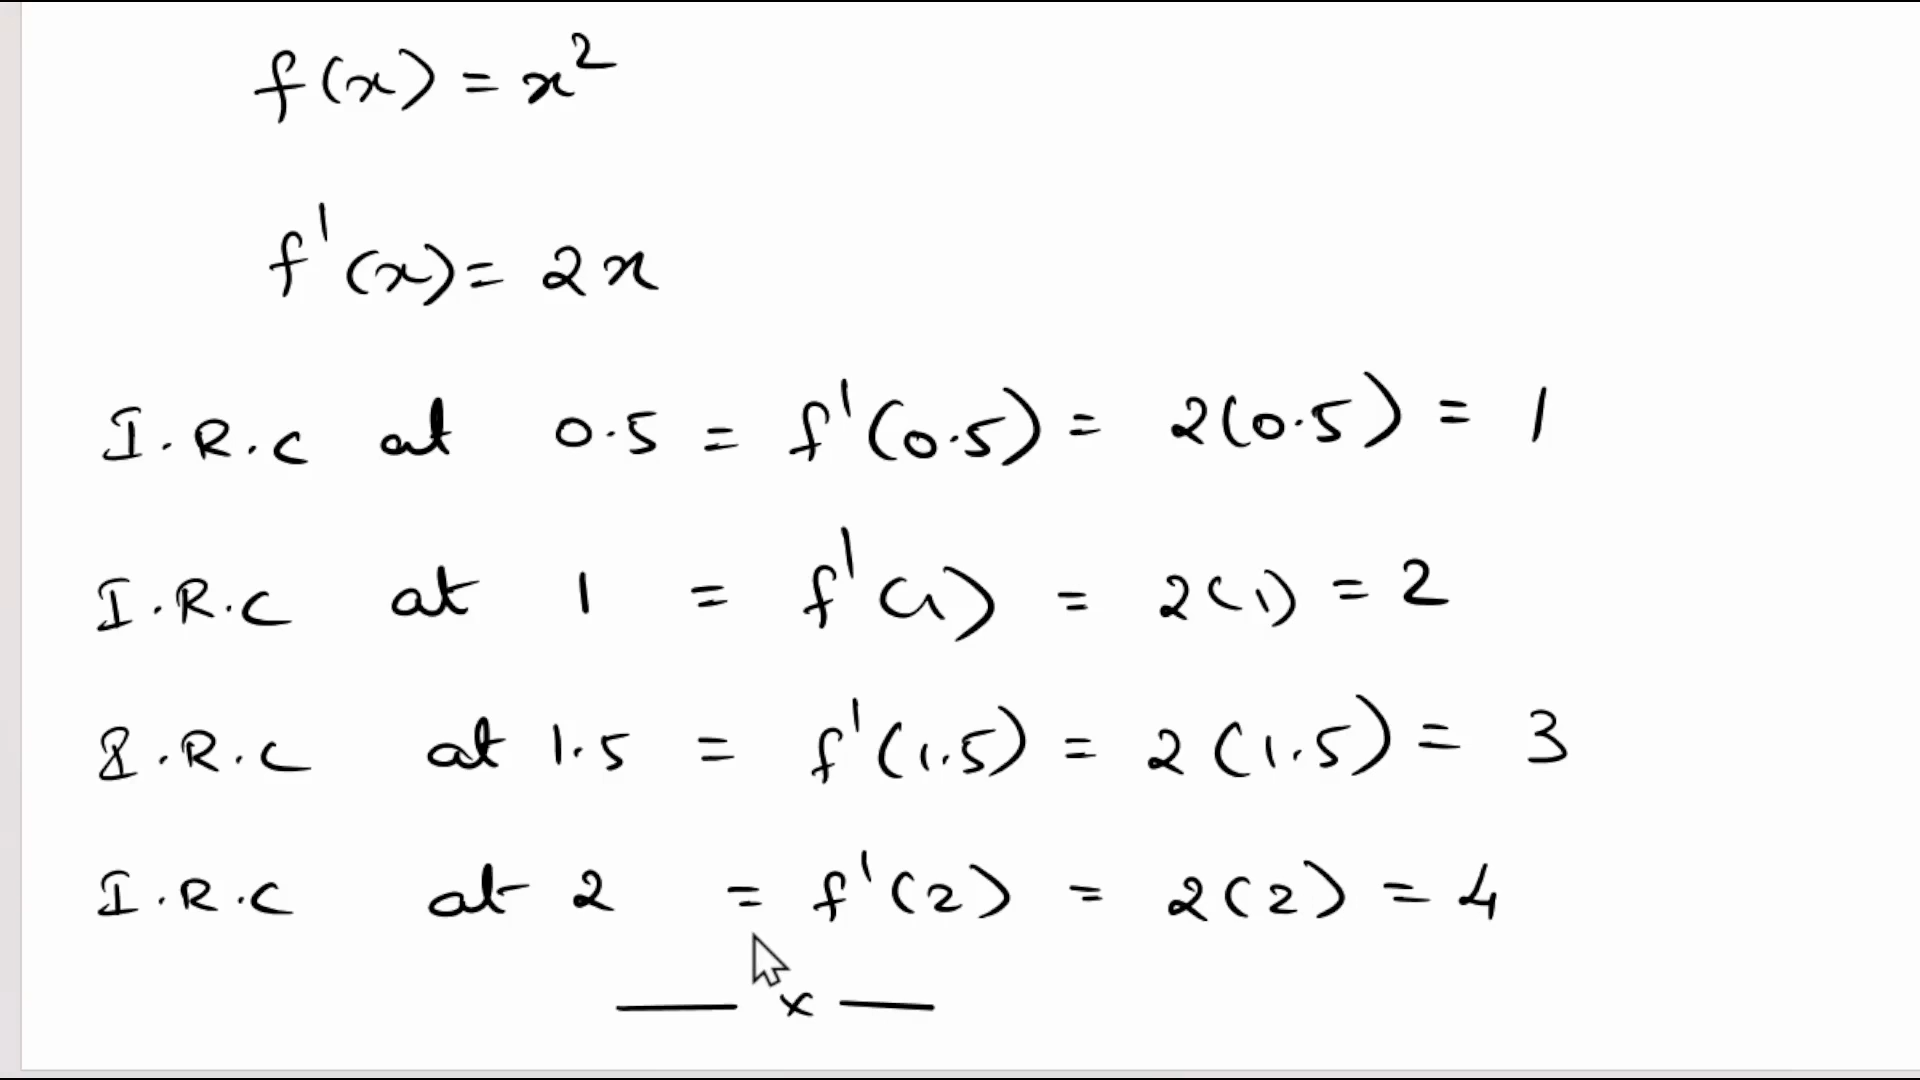 f(x) = x²
f'(x) = 2x
I.R.C at 0.5 = f'(0.5) = 2(0.5) = 1
I.R.C at 1 = f'(1) = 2(1) = 2
I.R.C at 1.5 = f'(1.5) = 2(1.5) = 3
I.R.C at 2 = f'(2) = 2(2) = 4
— x —